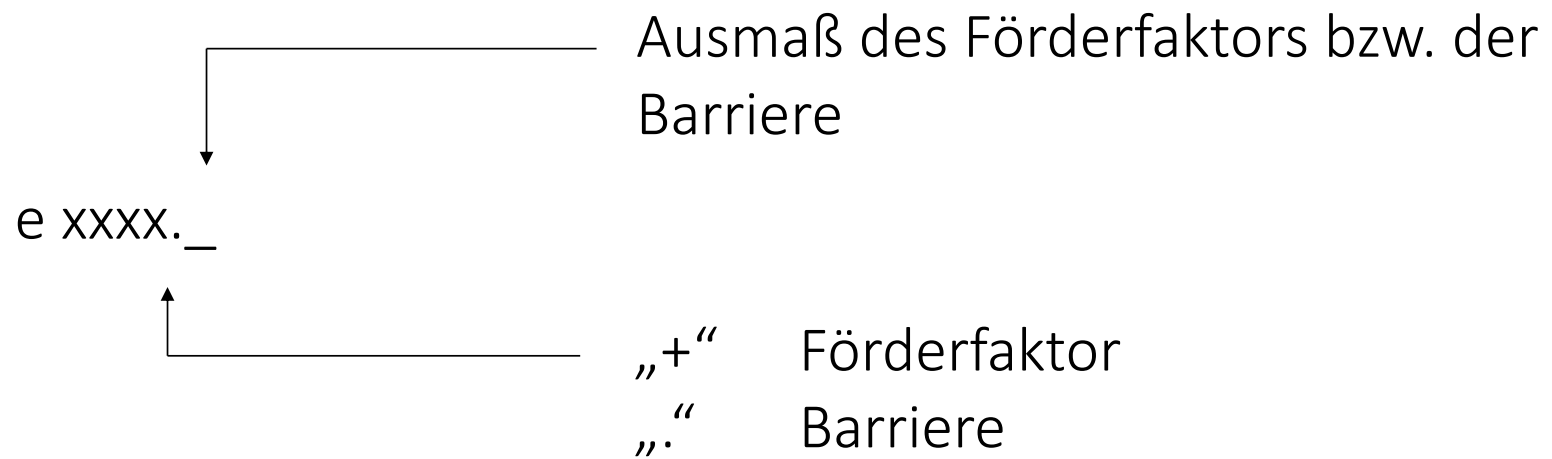 Ausmaß des Förderfaktors bzw. der
Barriere
e xxxx._
„+“ Förderfaktor
„.“ Barriere